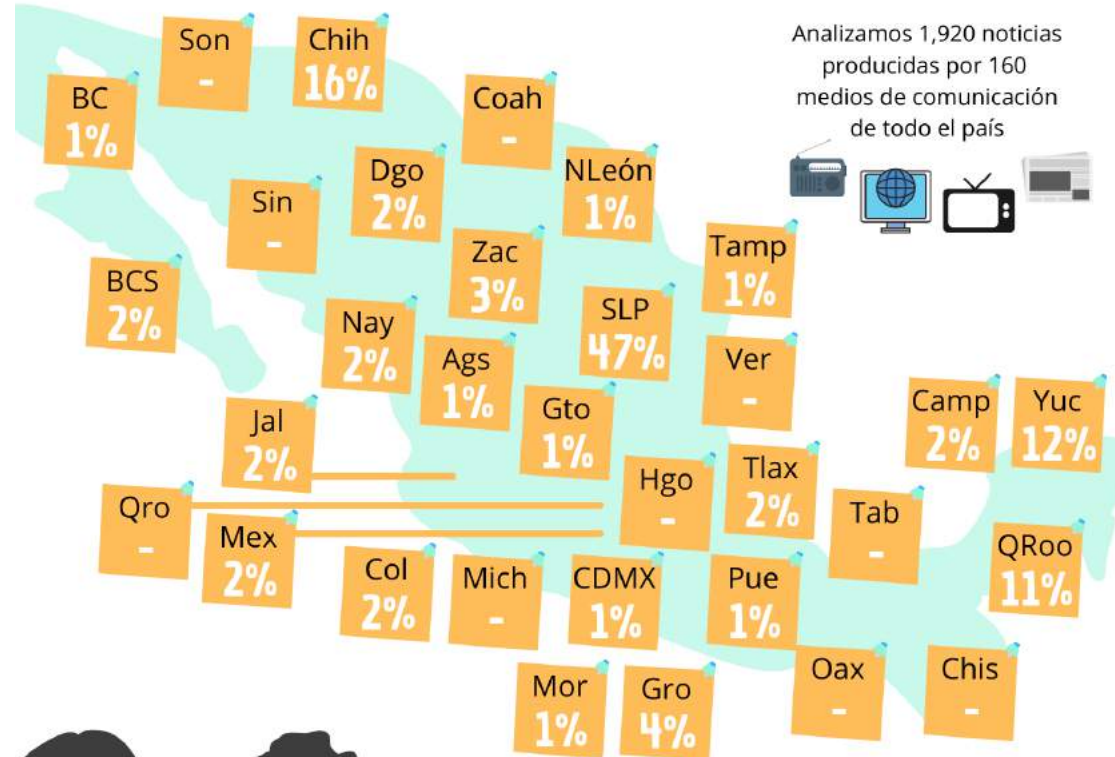 Son
-
Chih
16%
Analizamos 1,920 noticias
producidas por 160
medios de comunicación
de todo el país
BC
1%
Coah
-
Dgo
2%
NLeón
1%
Sin
-
Zac
3%
Tamp
1%
BCS
2%
SLP
47%
Nay
2%
Ags
1%
Ver
-
Gto
1%
Camp
2%
Yuc
12%
Jal
2%
Hgo
-
Tlax
2%
Qro
-
Tab
-
Mex
2%
QRoo
11%
Col
2%
Mich
-
CDMX
1%
Pue
1%
Oax
-
Chis
-
Mor
1%
Gro
4%